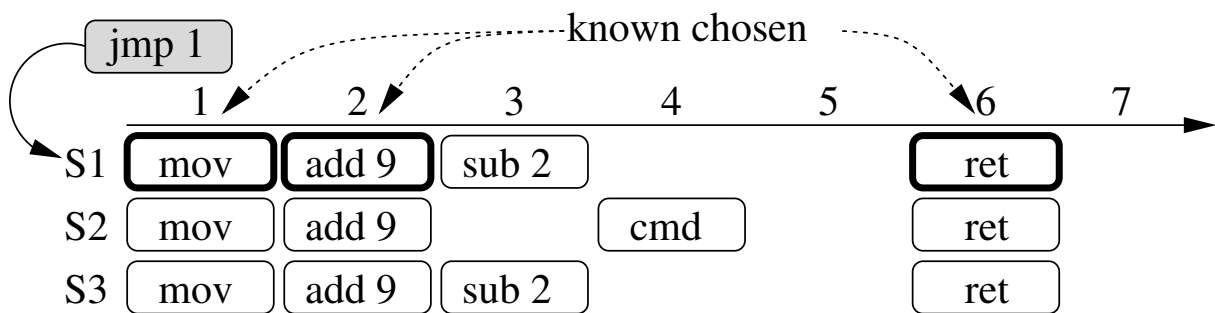 known chosen
jmp 1
1 2 3 4 5 6 7
S1 mov add 9 sub 2 ret
S2 mov add 9 cmd ret
S3 mov add 9 sub 2 ret